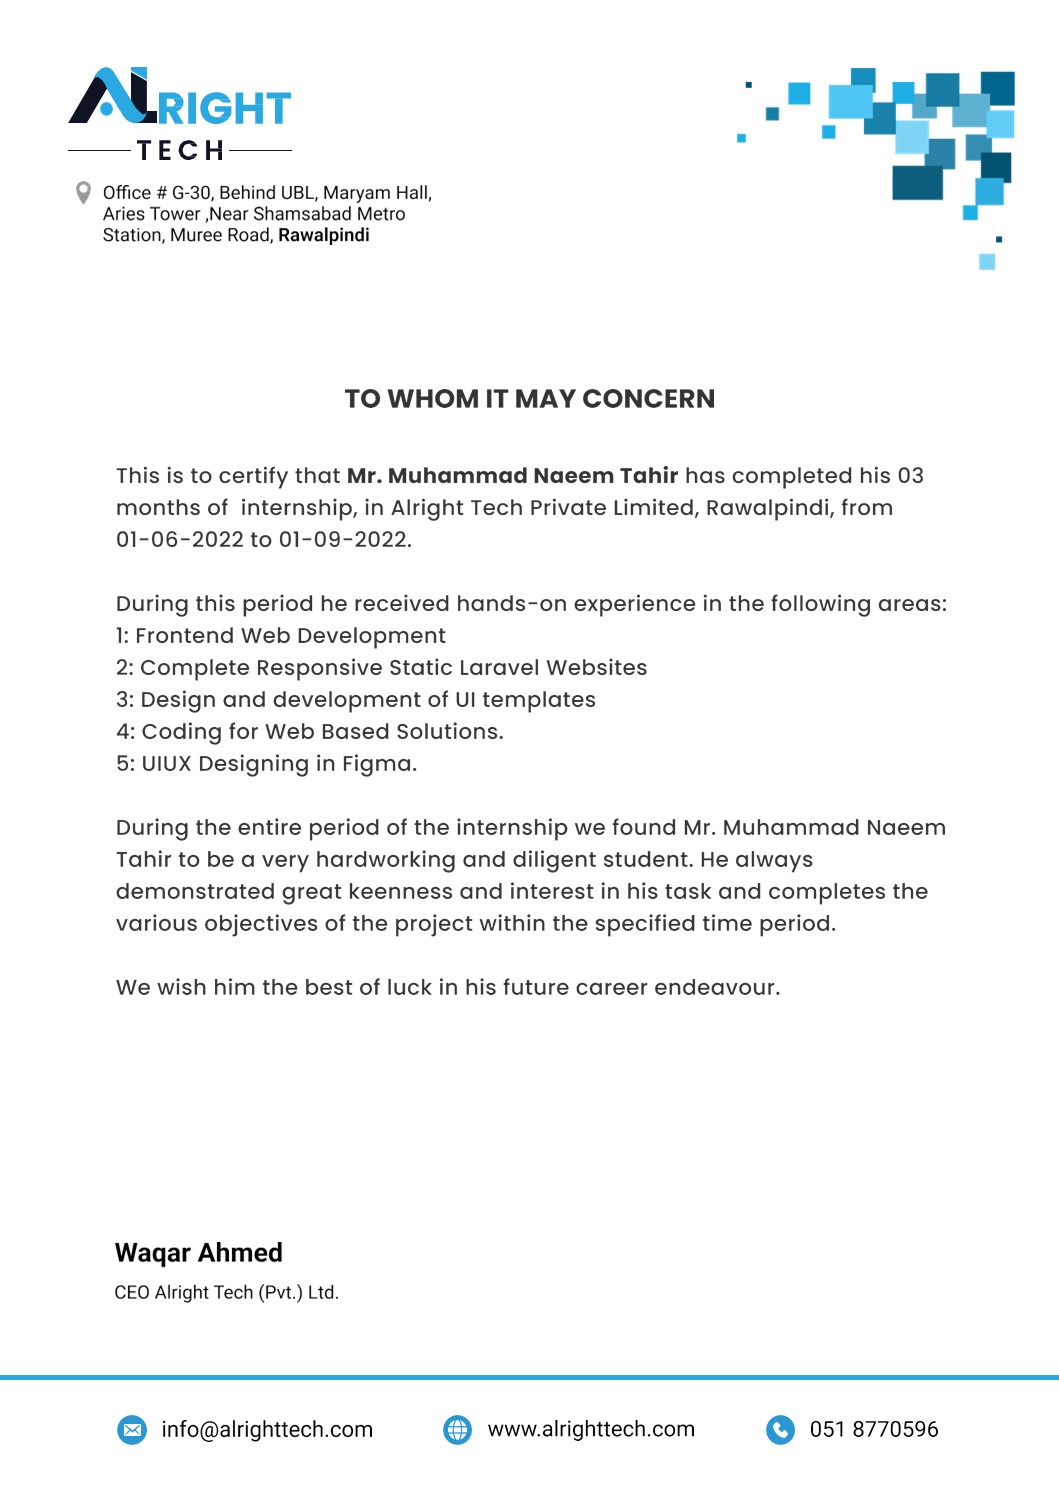 ALRIGHT
TECH
Office # G-30, Behind UBL, Maryam Hall,
Aries Tower ,Near Shamsabad Metro
Station, Muree Road, Rawalpindi
TO WHOM IT MAY CONCERN
This is to certify that Mr. Muhammad Naeem Tahir has completed his 03
months of  internship, in Alright Tech Private Limited, Rawalpindi, from
01-06-2022 to 01-09-2022.
During this period he received hands-on experience in the following areas:
1: Frontend Web Development
2: Complete Responsive Static Laravel Websites
3: Design and development of UI templates
4: Coding for Web Based Solutions.
5: UIUX Designing in Figma.
During the entire period of the internship we found Mr. Muhammad Naeem
Tahir to be a very hardworking and diligent student. He always
demonstrated great keenness and interest in his task and completes the
various objectives of the project within the specified time period.
We wish him the best of luck in his future career endeavour.
Waqar Ahmed
CEO Alright Tech (Pvt.) Ltd.
info@alrighttech.com www.alrighttech.com 051 8770596